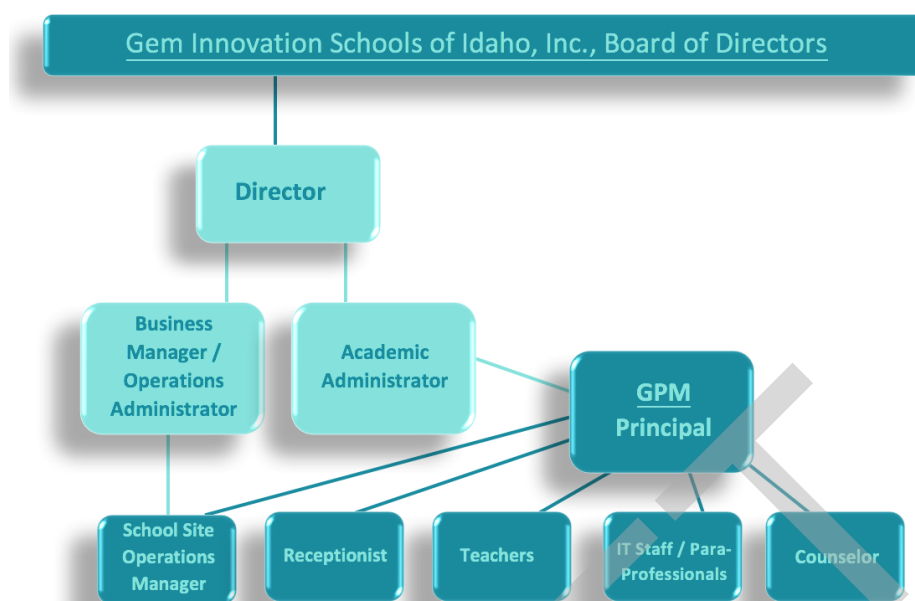 Gem Innovation Schools of Idaho, Inc., Board of Directors
Director
Business
Manager /
Operations
Administrator
Academic
Administrator
GPM
Principal
School Site
Operations
Manager
Receptionist
Teachers
IT Staff / Para-
Professionals
Counselor